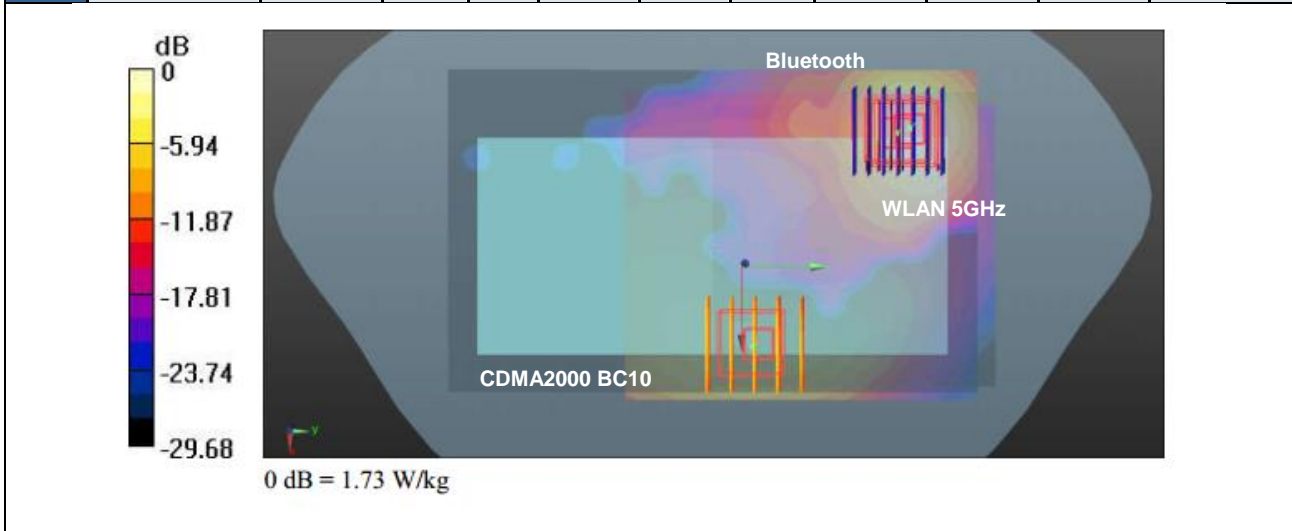 dB
0
-5.94
-11.87
-17.81
-23.74
-29.68
Bluetooth
WLAN 5GHz
CDMA2000 BC10
y
0 dB = 1.73 W/kg